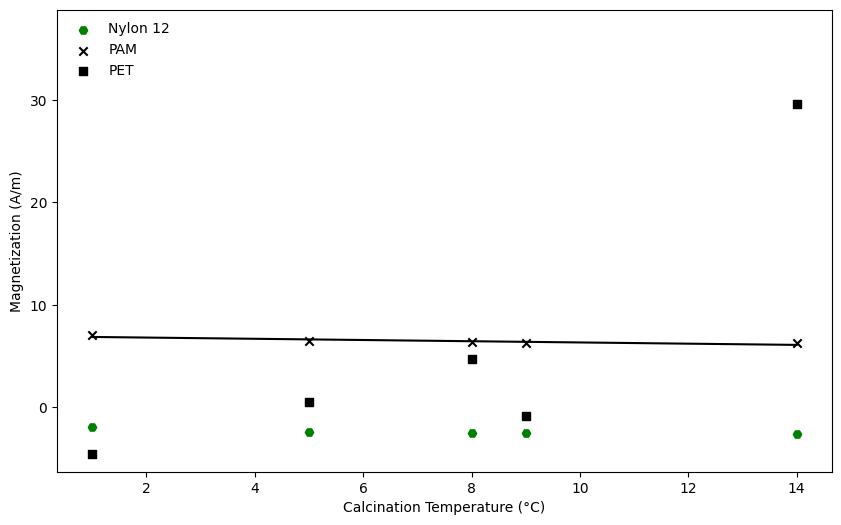 Nylon 12
PAM
PET
30
20
10
0
2 4 6 8 10 12 14
Magnetization (A/m)
Calcination Temperature (°C)